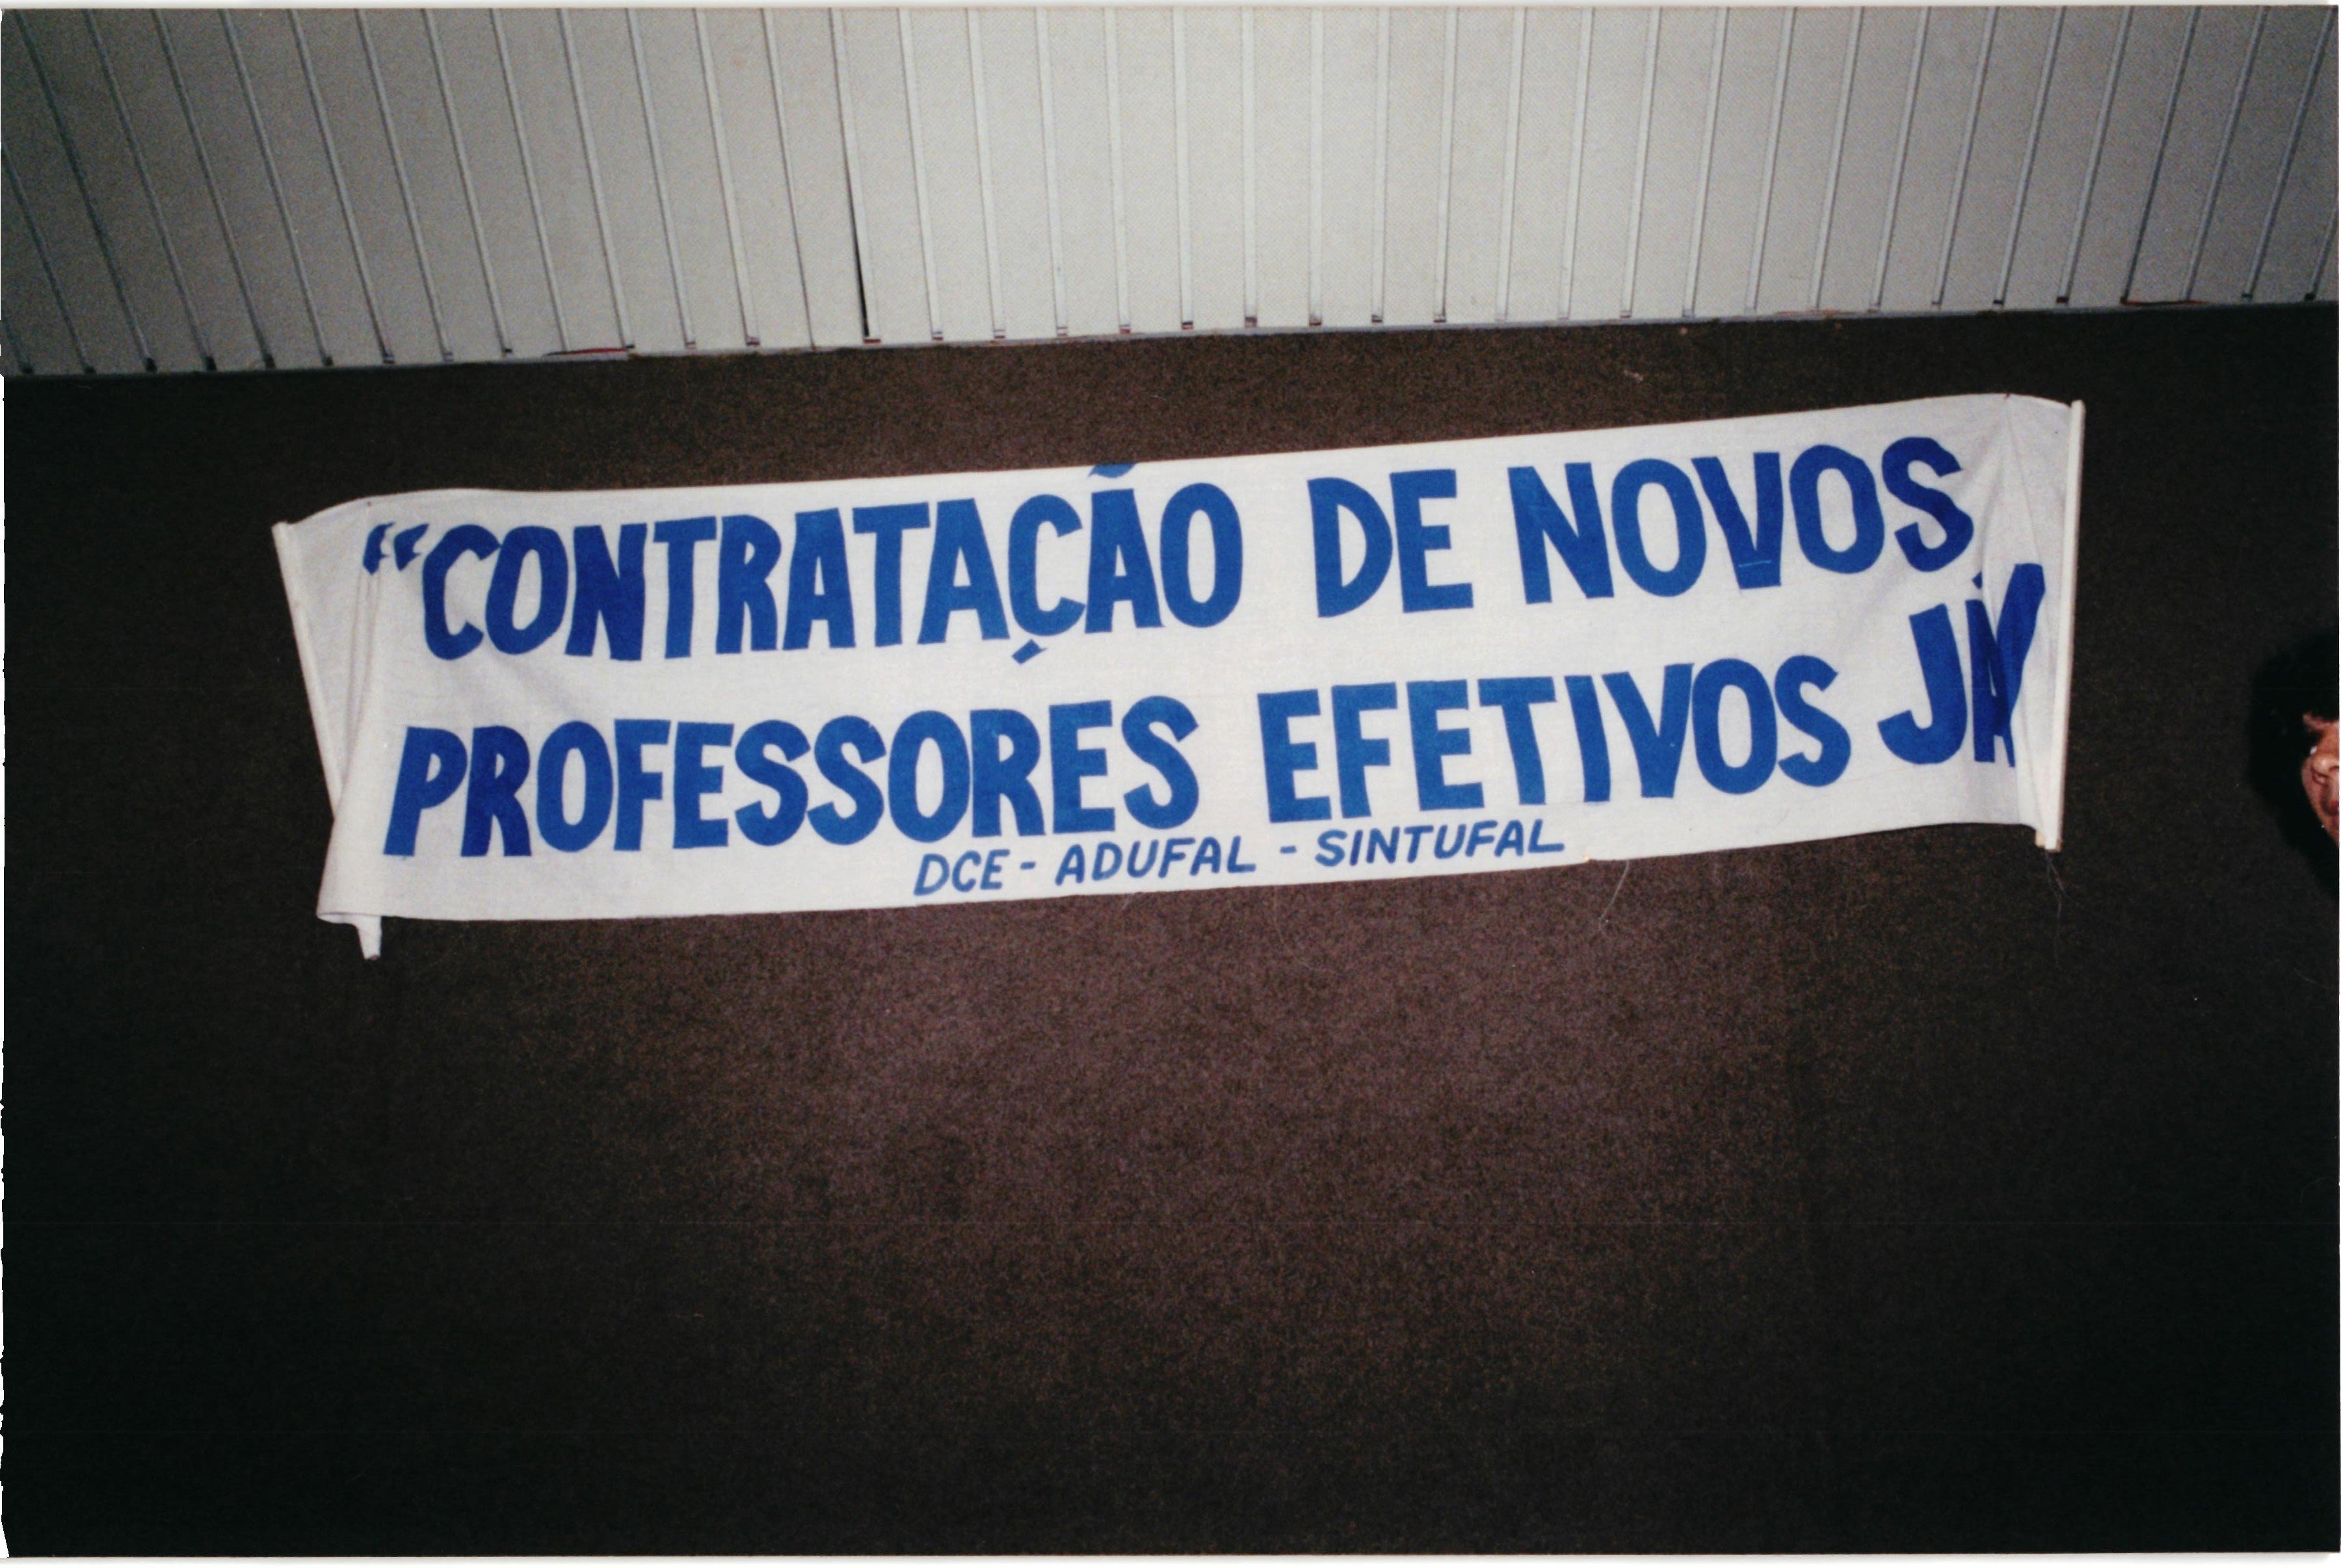 “CONTRATAÇÃO DE NOVOS
PROFESSORES EFETIVOS JÁ!
DCE - ADUFAL - SINTUFAL